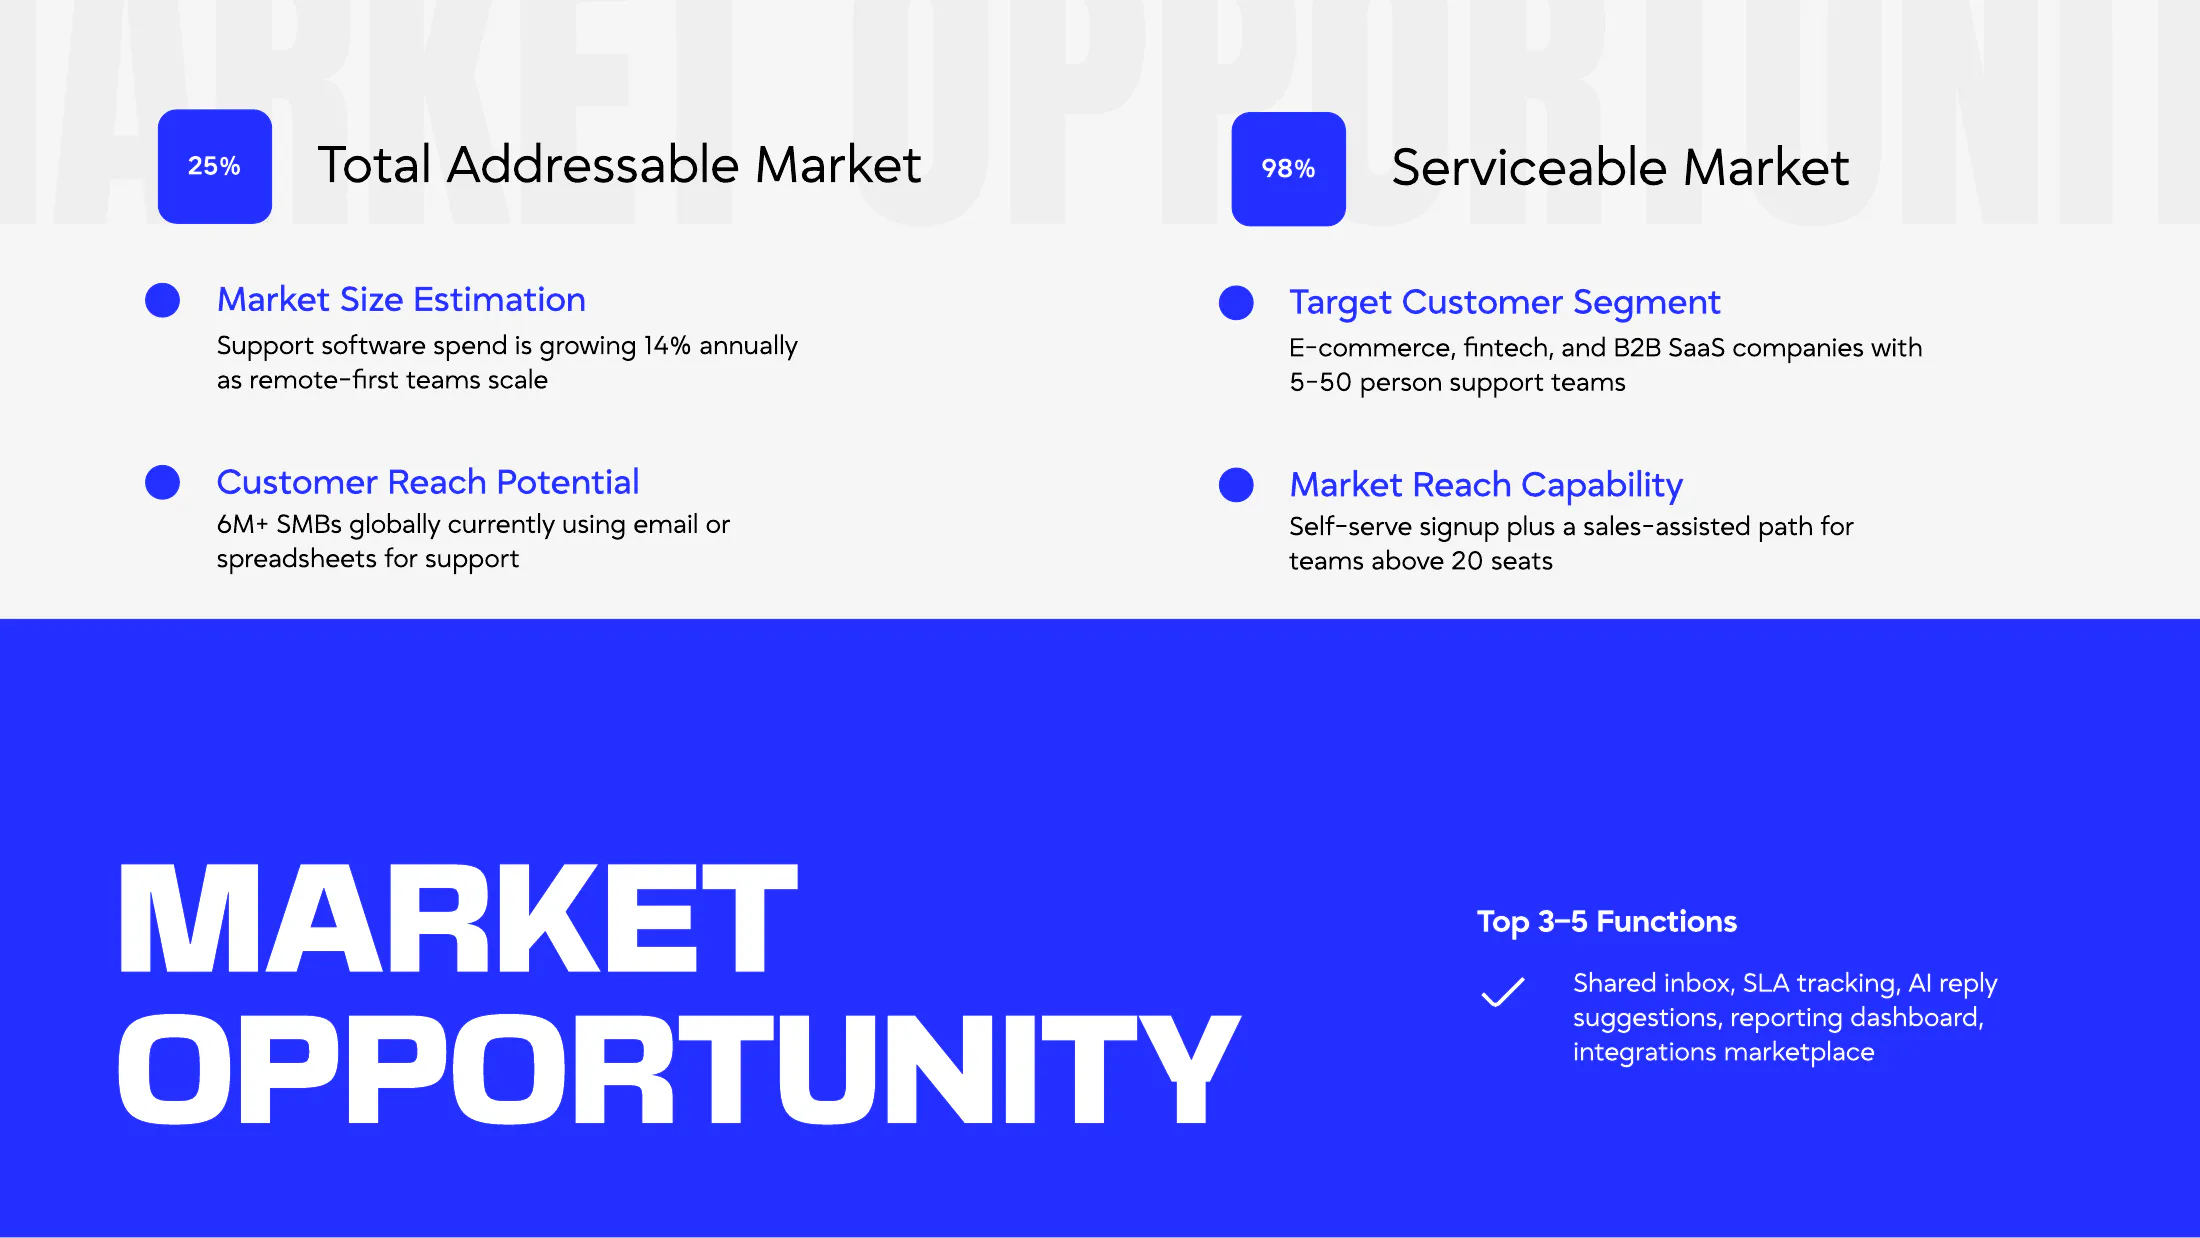 MARKET OPPORTUNIT
25%
Total Addressable Market
Market Size Estimation
Support software spend is growing 14% annually
as remote-first teams scale
Customer Reach Potential
6M+ SMBs globally currently using email or
spreadsheets for support
98%
Serviceable Market
Target Customer Segment
E-commerce, fintech, and B2B SaaS companies with
5-50 person support teams
Market Reach Capability
Self-serve signup plus a sales-assisted path for
teams above 20 seats
MARKET
OPPORTUNITY
Top 3–5 Functions
Shared inbox, SLA tracking, AI reply
suggestions, reporting dashboard,
integrations marketplace